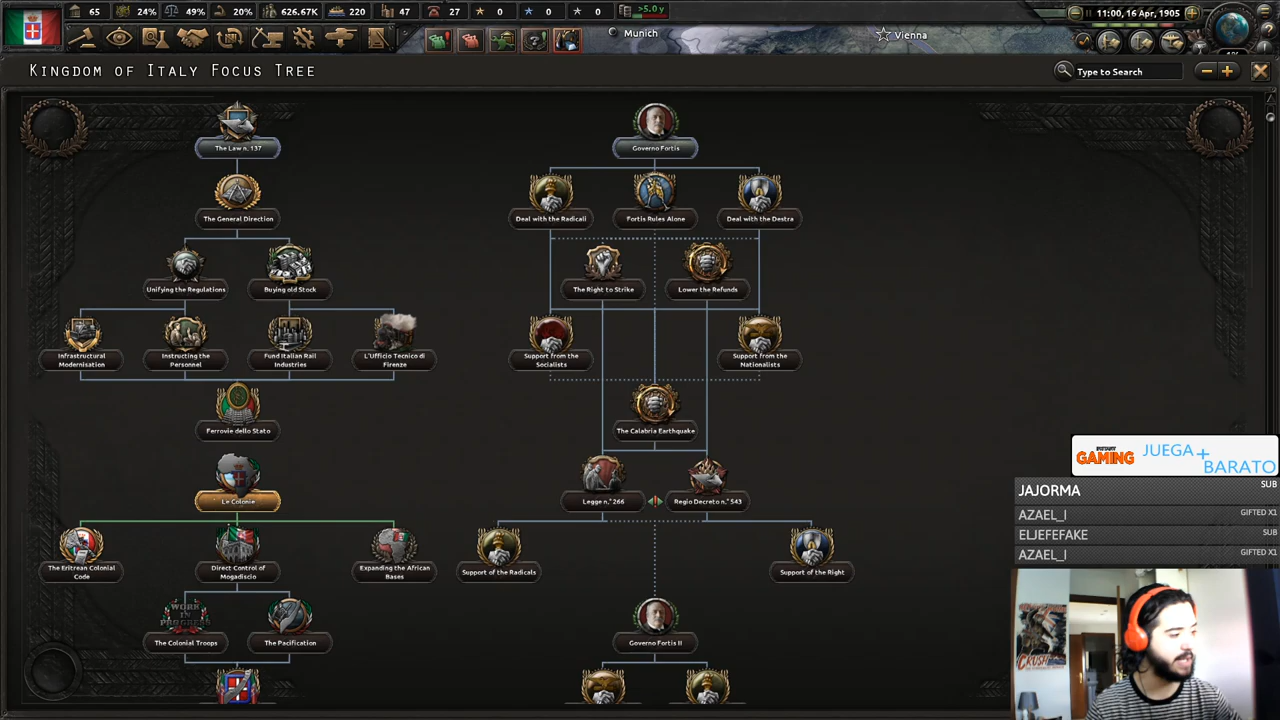 65 24% 49% 20% 626.67K 220 47 27 0 0 0 >5.0 y 11:00, 16 Apr, 1905
Munich
Vienna
KINGDOM OF ITALY FOCUS TREE
Type to Search
The Law n. 137
Governo Fortis
The General Direction
Deal with the Radicali
Fortis Rules Alone
Deal with the Destra
Unifying the Regulations
Buying old Stock
The Right to Strike
Lower the Refunds
Infrastructural
Modernisation
Instructing the
Personnel
Fund Italian Rail
Industries
L'Ufficio Tecnico di
Firenze
Support from the
Socialists
Support from the
Nationalists
Ferrovie dello Stato
The Calabria Earthquake
Le Colonie
Legge n.° 266
Regio Decreto n.° 543
The Eritrean Colonial
Code
Direct Control of
Mogadiscio
Expanding the African
Bases
Support of the Radicals
Support of the Right
WORK
IN
PROGRESS
The Colonial Troops
The Pacification
Governo Fortis II
INSTANT
GAMING
JUEGA+
BARATO
JAJORMA SUB
AZAEL_I GIFTED X1
ELJEFEFAKE SUB
AZAEL_I GIFTED X1
CRUSH